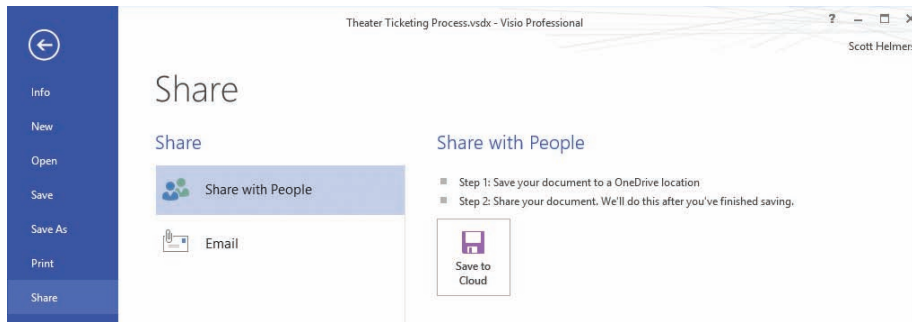 Theater Ticketing Process.vsdx - Visio Professional
?
Scott Helmers
Info
New
Open
Save
Save As
Print
Share
Share
Share
Share with People
Email
Share with People
Step 1: Save your document to a OneDrive location
Step 2: Share your document. We'll do this after you've finished saving.
Save to
Cloud